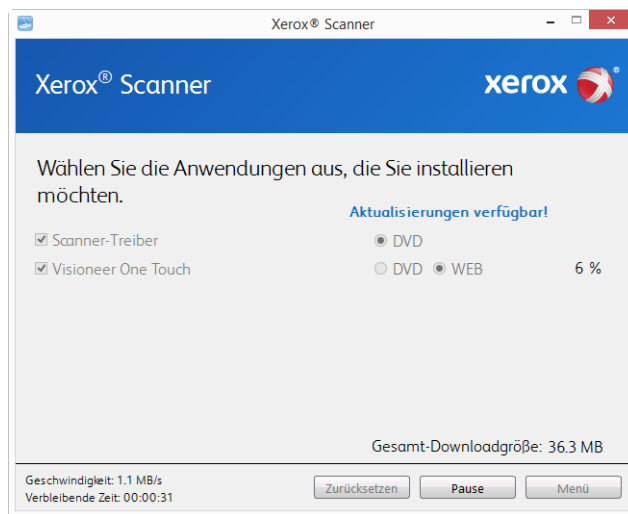 Xerox® Scanner
Xerox® Scanner
xerox®
Wählen Sie die Anwendungen aus, die Sie installieren
möchten.
Aktualisierungen verfügbar!
Scanner-Treiber DVD
Visioneer One Touch DVD WEB 6 %
Gesamt-Downloadgröße: 36.3 MB
Geschwindigkeit: 1.1 MB/s
Verbleibende Zeit: 00:00:31
Zurücksetzen Pause Menü